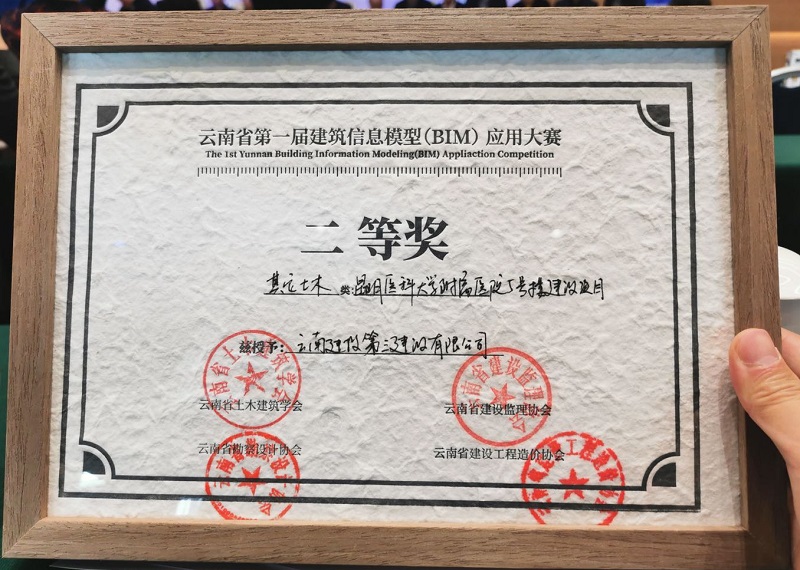 云南省第一届建筑信息模型(BIM) 应用大赛
The 1st Yunnan Building Information Modeling(BIM) Appliaction Competition
二等奖
其它土木 类:昆明医科大学附属医院5号楼建设项目
兹授予：云南建投第三建设有限公司
云南省土木建筑学会
云南省建设监理协会
云南省勘察设计协会
云南省建设工程造价协会